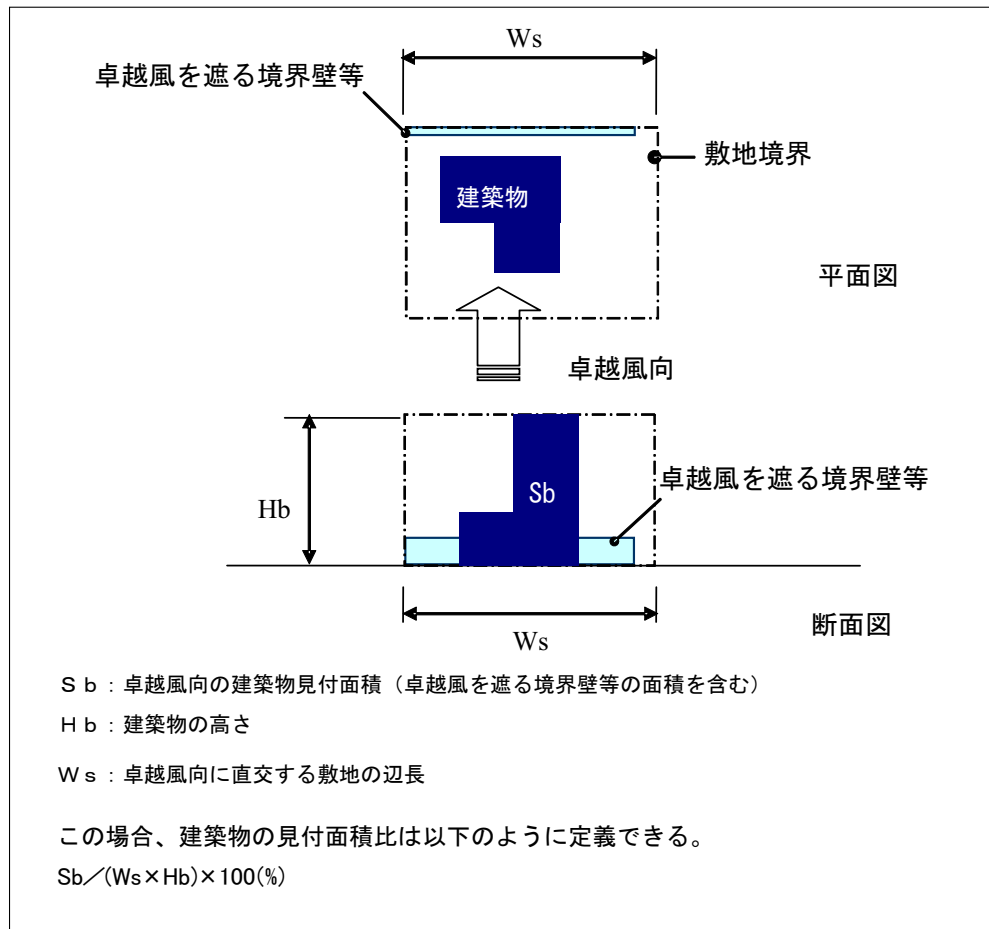 Ws
卓越風を遮る境界壁等
敷地境界
建築物
平面図
卓越風向
卓越風を遮る境界壁等
Sb
Hb
Ws
断面図
Ｓｂ：卓越風向の建築物見付面積（卓越風を遮る境界壁等の面積を含む）
Ｈｂ：建築物の高さ
Ｗｓ：卓越風向に直交する敷地の辺長
この場合、建築物の見付面積比は以下のように定義できる。
Sb／(Ws×Hb)×100(%)